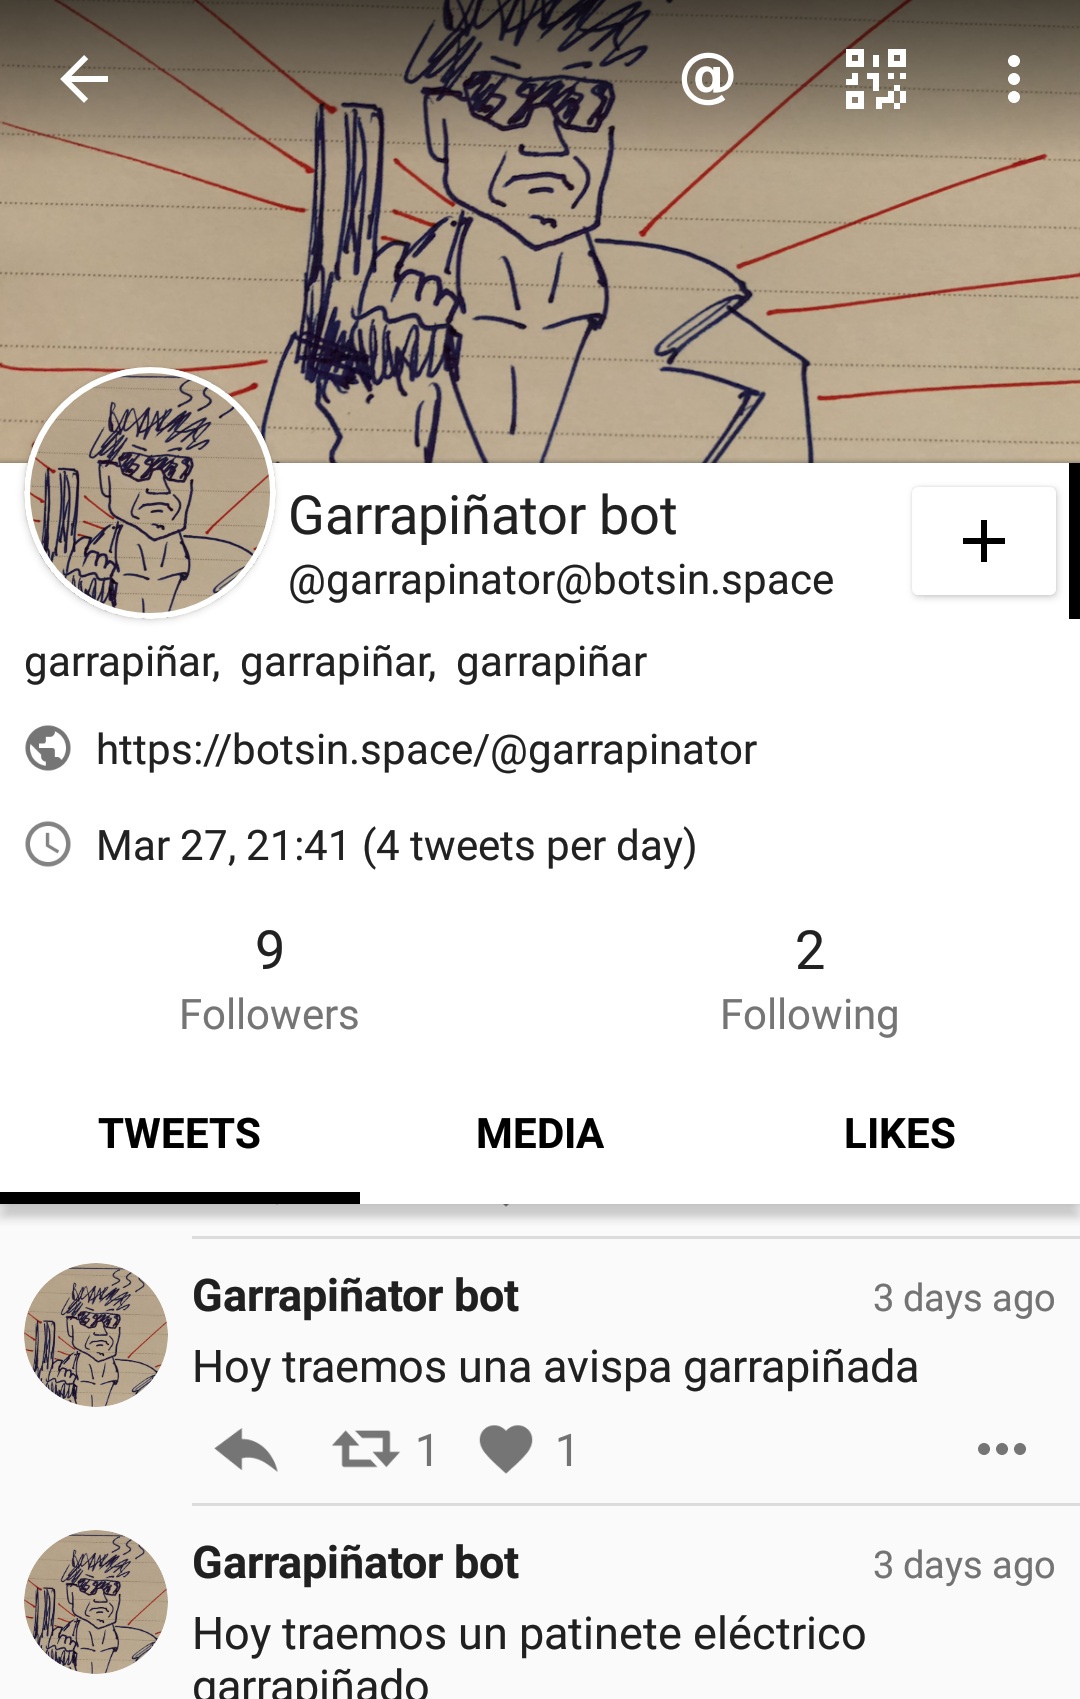 @
Garrapiñator bot
@garrapinator@botsin.space
garrapiñar, garrapiñar, garrapiñar
https://botsin.space/@garrapinator
Mar 27, 21:41 (4 tweets per day)
9 2
Followers Following
TWEETS MEDIA LIKES
Garrapiñator bot 3 days ago
Hoy traemos una avispa garrapiñada
1 1
Garrapiñator bot 3 days ago
Hoy traemos un patinete eléctrico
garrapiñado